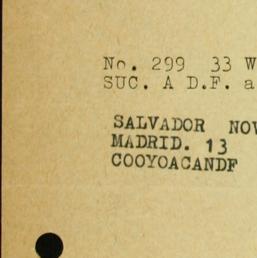 No. 299 33 W
SUC. A D.F. a
SALVADOR NOV
MADRID. 13
COOYOACANDF